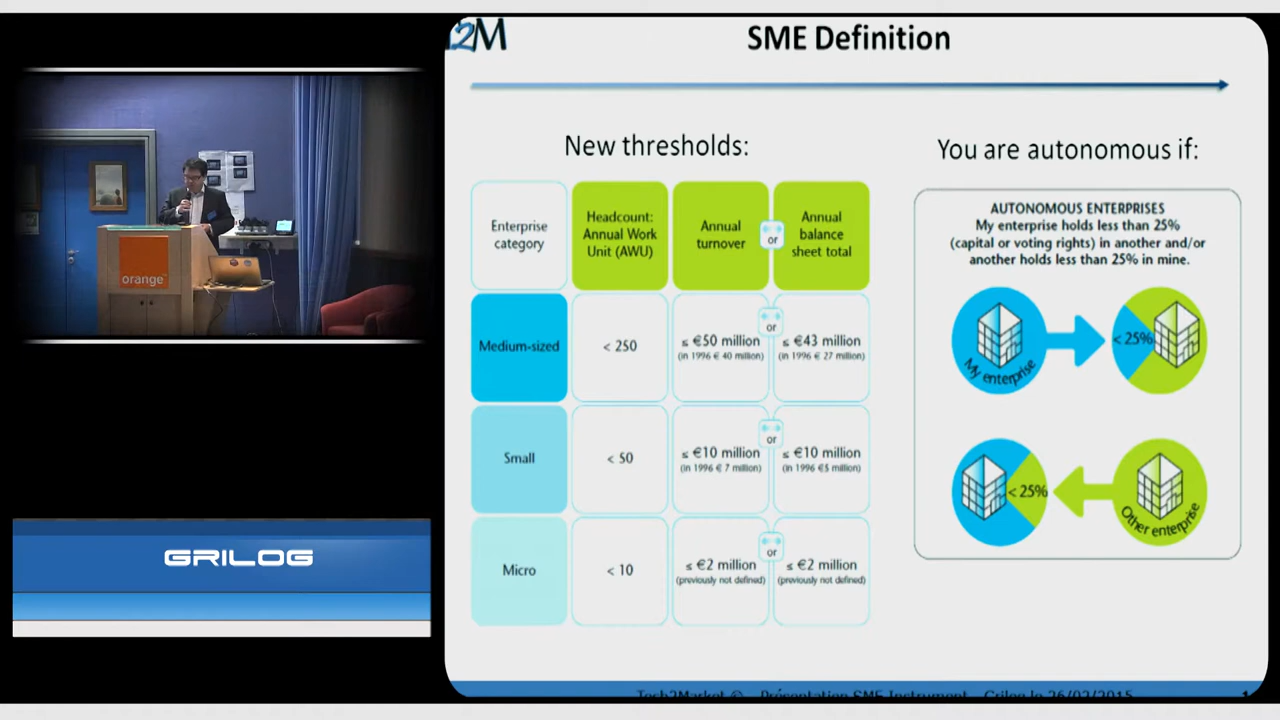 2M
SME Definition
New thresholds:
You are autonomous if:
Enterprise
category
Headcount:
Annual Work
Unit (AWU)
Annual
turnover
or
Annual
balance
sheet total
Medium-sized
< 250
≤ €50 million
(in 1996 € 40 million)
or
≤ €43 million
(in 1996 € 27 million)
Small
< 50
≤ €10 million
(in 1996 € 7 million)
or
≤ €10 million
(in 1996 €5 million)
Micro
< 10
≤ €2 million
(previously not defined)
or
≤ €2 million
(previously not defined)
AUTONOMOUS ENTERPRISES
My enterprise holds less than 25%
(capital or voting rights) in another and/or
another holds less than 25% in mine.
My enterprise
< 25%
< 25%
Other enterprise
orange
GRILOG
Tech2Market © Présentation SME Instrument Grilog le 26/02/2015